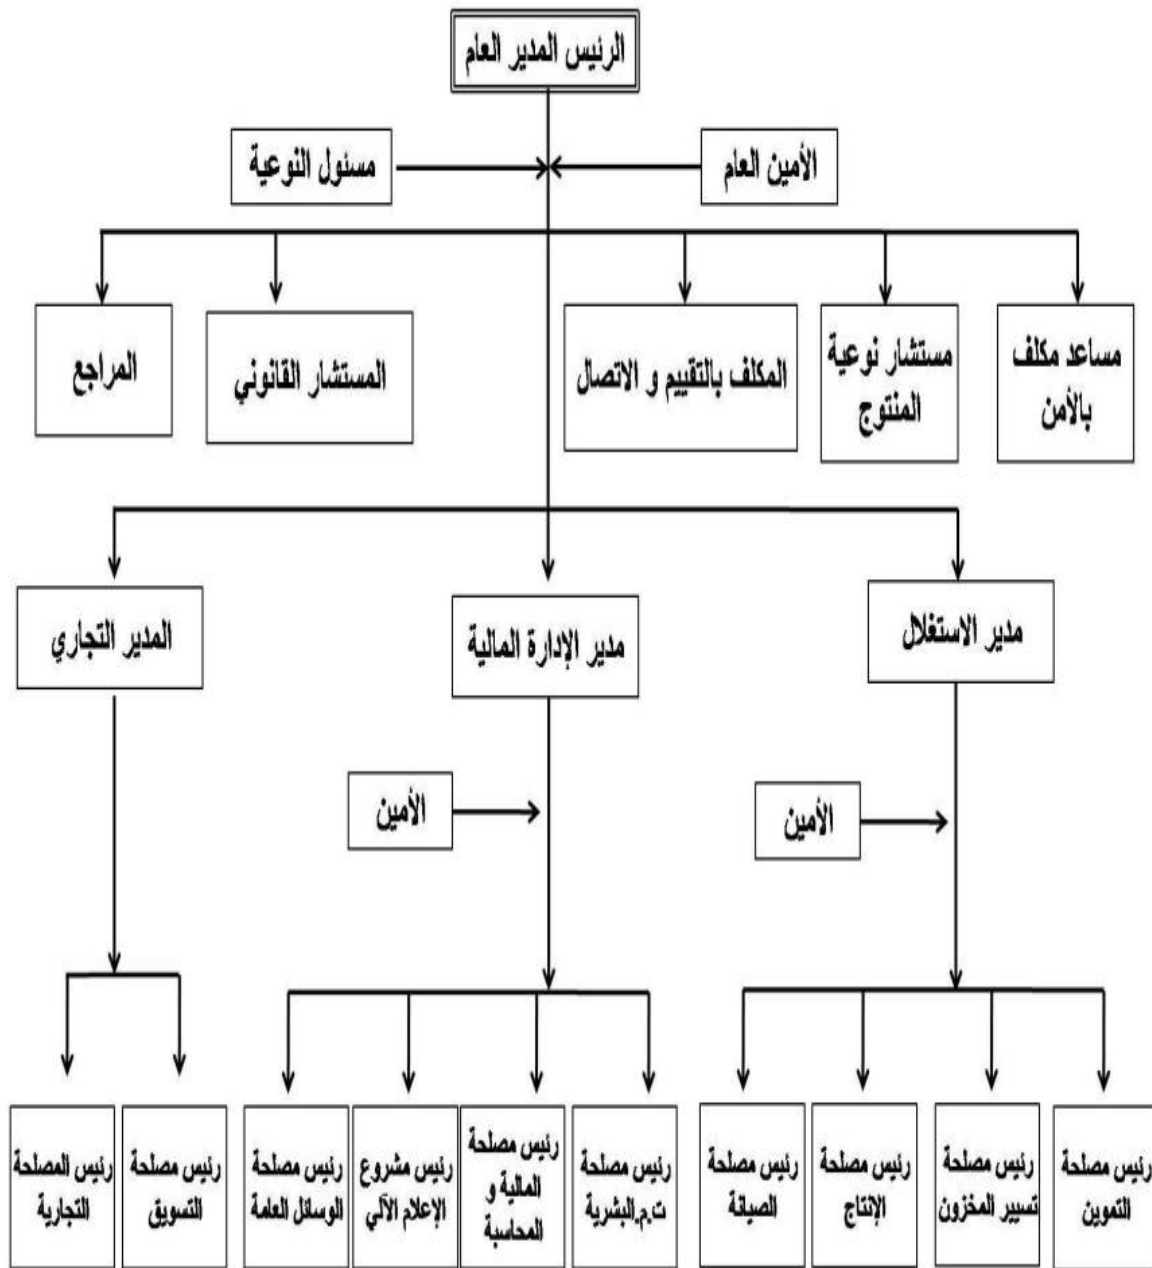 الرئيس المدير العام
الأمين العام
مسئول النوعية
مساعد مكلف
بالأمن
مستشار نوعية
المنتوج
المكلف بالتقييم و الاتصال
المستشار القانوني
المراجع
مدير الاستغلال
مدير الإدارة المالية
المدير التجاري
الأمين
الأمين
رئيس مصلحة
التموين
رئيس مصلحة
تسيير المخزون
رئيس مصلحة
الإنتاج
رئيس مصلحة
الصيانة
رئيس مصلحة
ت.م.البشرية
رئيس مصلحة
المالية و
المحاسبة
رئيس مشروع
الإعلام الآلي
رئيس مصلحة
الوسائل العامة
رئيس مصلحة
التسويق
رئيس المصلحة
التجارية